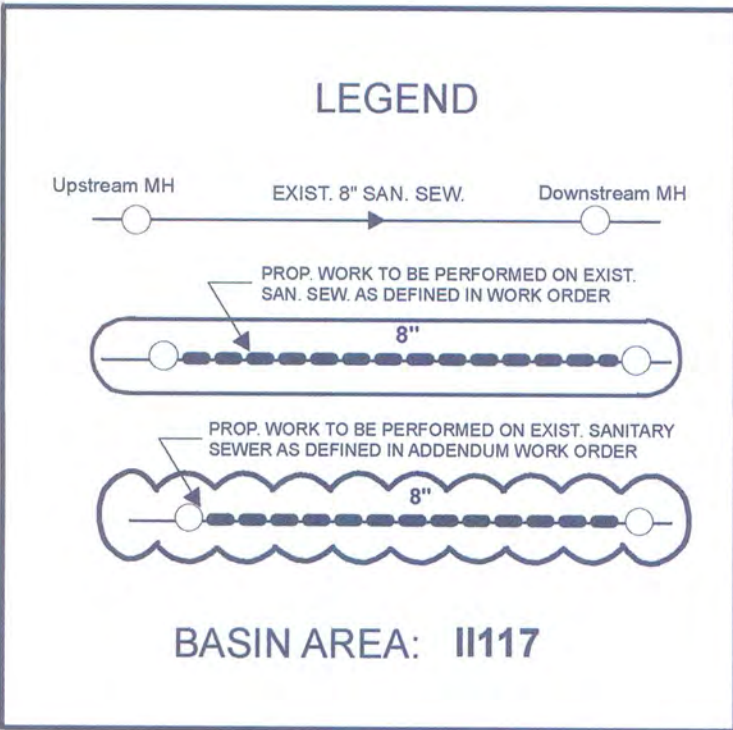 LEGEND
Upstream MH EXIST. 8" SAN. SEW. Downstream MH
PROP. WORK TO BE PERFORMED ON EXIST.
SAN. SEW. AS DEFINED IN WORK ORDER
8"
PROP. WORK TO BE PERFORMED ON EXIST. SANITARY
SEWER AS DEFINED IN ADDENDUM WORK ORDER
8"
BASIN AREA: II117